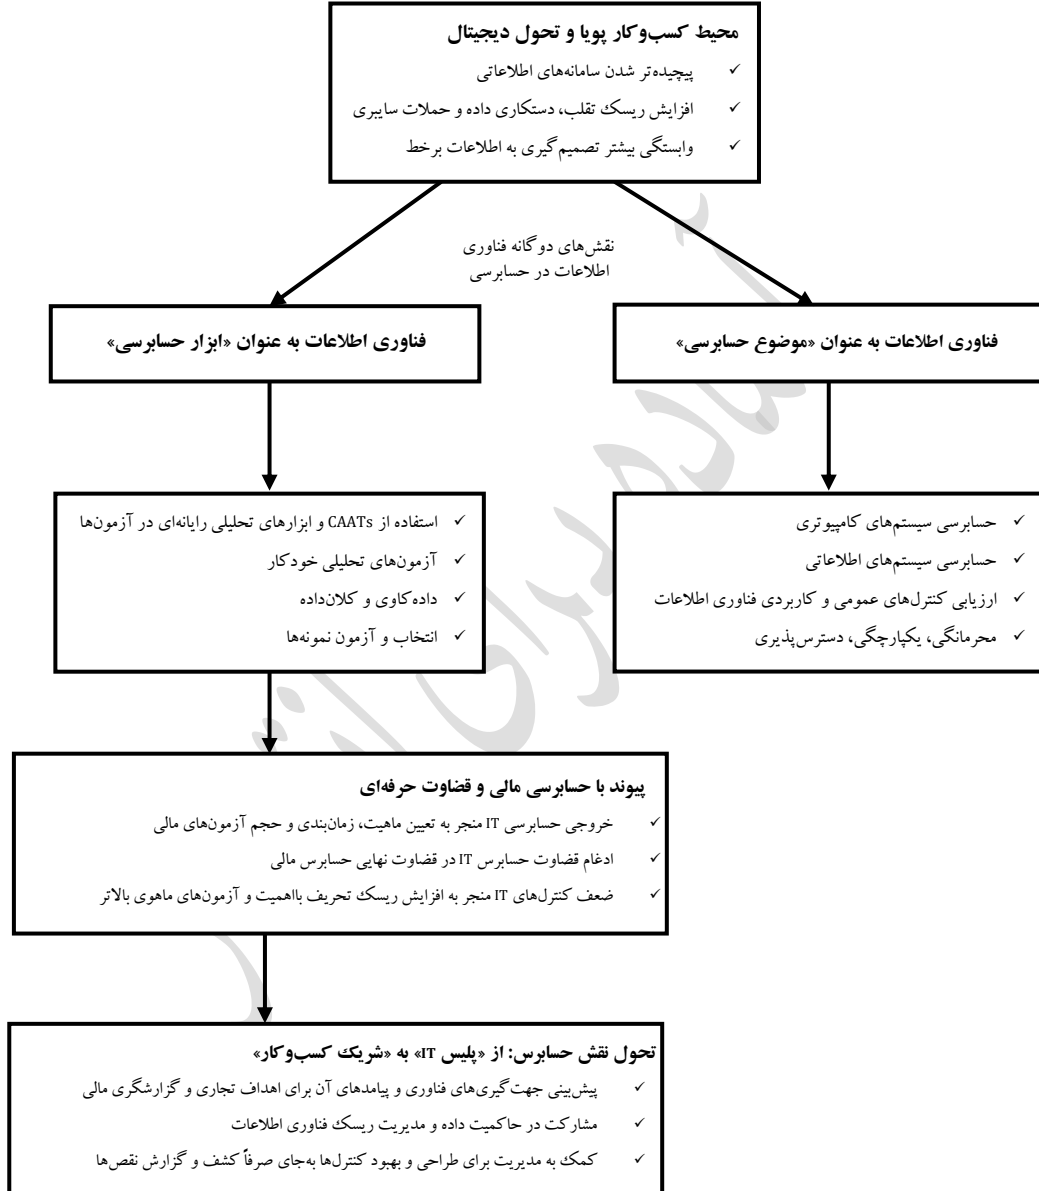 محیط کسب‌وکار پویا و تحول دیجیتال
✓ پیچیده‌تر شدن سامانه‌های اطلاعاتی
✓ افزایش ریسک تقلب، دستکاری داده و حملات سایبری
✓ وابستگی بیشتر تصمیم‌گیری به اطلاعات برخط
نقش‌های دوگانه فناوری
اطلاعات در حسابرسی
فناوری اطلاعات به عنوان «موضوع حسابرسی»
فناوری اطلاعات به عنوان «ابزار حسابرسی»
✓ حسابرسی سیستم‌های کامپیوتری
✓ حسابرسی سیستم‌های اطلاعاتی
✓ ارزیابی کنترل‌های عمومی و کاربردی فناوری اطلاعات
✓ محرمانگی، یکپارچگی، دسترس‌پذیری
✓ استفاده از CAATs و ابزارهای تحلیلی رایانه‌ای در آزمون‌ها
✓ آزمون‌های تحلیلی خودکار
✓ داده‌کاوی و کلان‌داده
✓ انتخاب و آزمون نمونه‌ها
پیوند با حسابرسی مالی و قضاوت حرفه‌ای
✓ خروجی حسابرسی IT منجر به تعیین ماهیت، زمان‌بندی و حجم آزمون‌های مالی
✓ ادغام قضاوت حسابرس IT در قضاوت نهایی حسابرس مالی
✓ ضعف کنترل‌های IT منجر به افزایش ریسک تحریف بااهمیت و آزمون‌های ماهوی بالاتر
تحول نقش حسابرس: از «پلیس IT» به «شریک کسب‌وکار»
✓ پیش‌بینی جهت‌گیری‌های فناوری و پیامدهای آن برای اهداف تجاری و گزارشگری مالی
✓ مشارکت در حاکمیت داده و مدیریت ریسک فناوری اطلاعات
✓ کمک به مدیریت برای طراحی و بهبود کنترل‌ها به‌جای صرفاً کشف و گزارش نقص‌ها